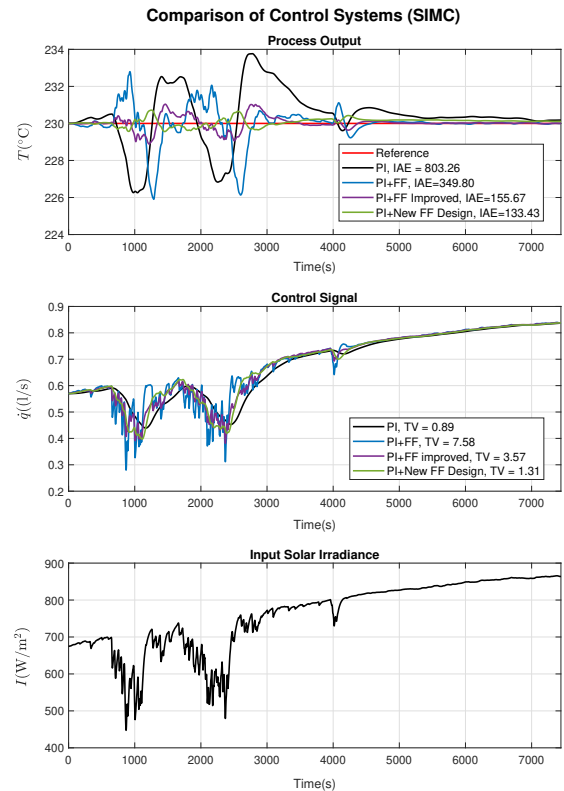 Comparison of Control Systems (SIMC)
Process Output
234
232
230
228
226
224
T(°C)
Reference
PI, IAE = 803.26
PI+FF, IAE=349.80
PI+FF Improved, IAE=155.67
PI+New FF Design, IAE=133.43
0 1000 2000 3000 4000 5000 6000 7000
Time(s)
Control Signal
0.9
0.8
0.7
0.6
0.5
0.4
0.3
0.2
q̇((l/s)
PI, TV = 0.89
PI+FF, TV = 7.58
PI+FF improved, TV = 3.57
PI+New FF Design, TV = 1.31
0 1000 2000 3000 4000 5000 6000 7000
Time(s)
Input Solar Irradiance
900
800
700
600
500
400
I(W/m²)
0 1000 2000 3000 4000 5000 6000 7000
Time(s)